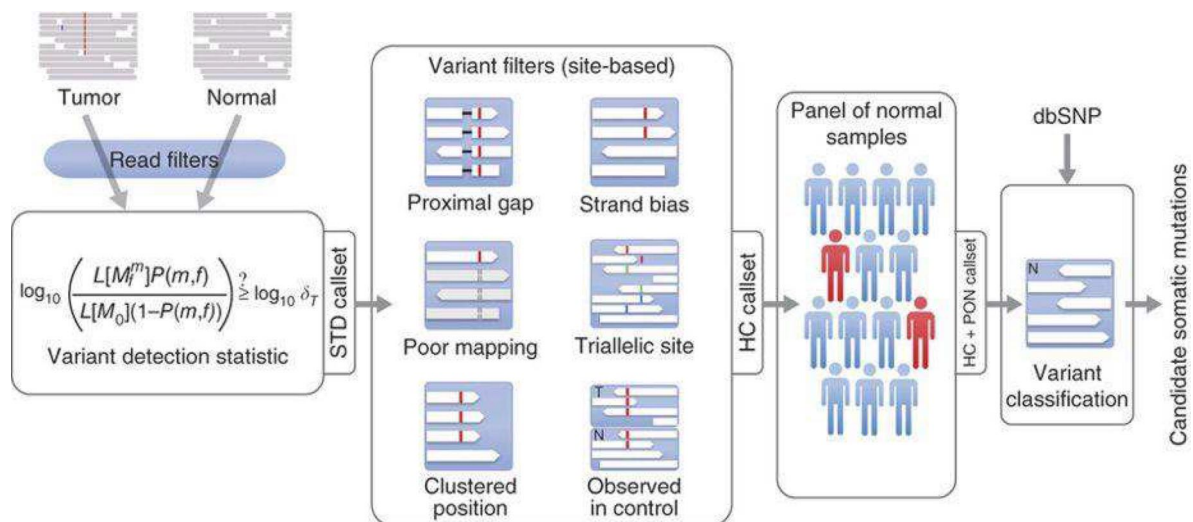 Tumor
Normal
Read filters
log10 (L[M_f^m]P(m,f) / L[M_0](1–P(m,f))) ≥? log10 δ_T
Variant detection statistic
STD callset
Variant filters (site-based)
Proximal gap
Strand bias
Poor mapping
Triallelic site
T
N
Clustered
position
Observed
in control
HC callset
Panel of normal
samples
HC + PON callset
dbSNP
N
Variant
classification
Candidate somatic mutations